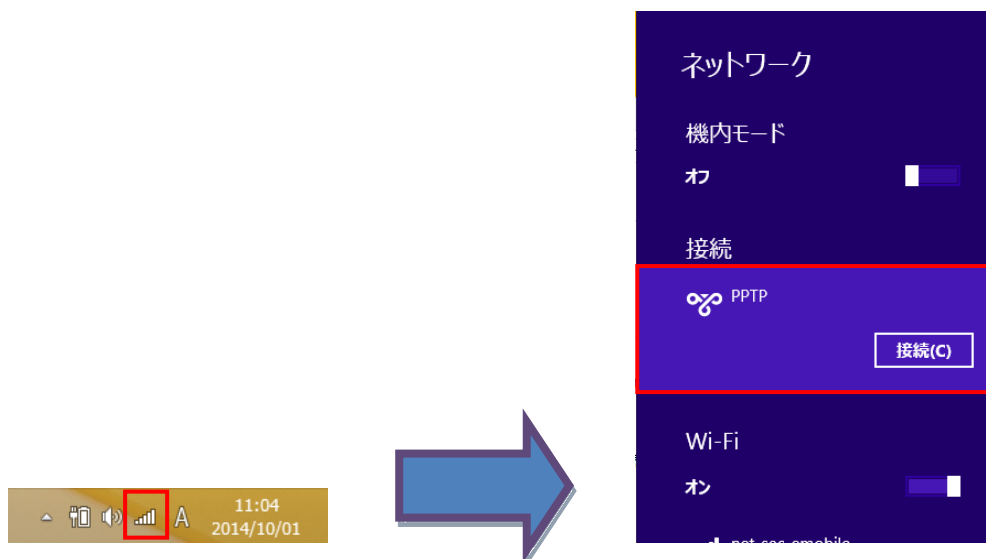 A
11:04
2014/10/01
ネットワーク
機内モード
オフ
接続
PPTP
接続(C)
Wi-Fi
オン